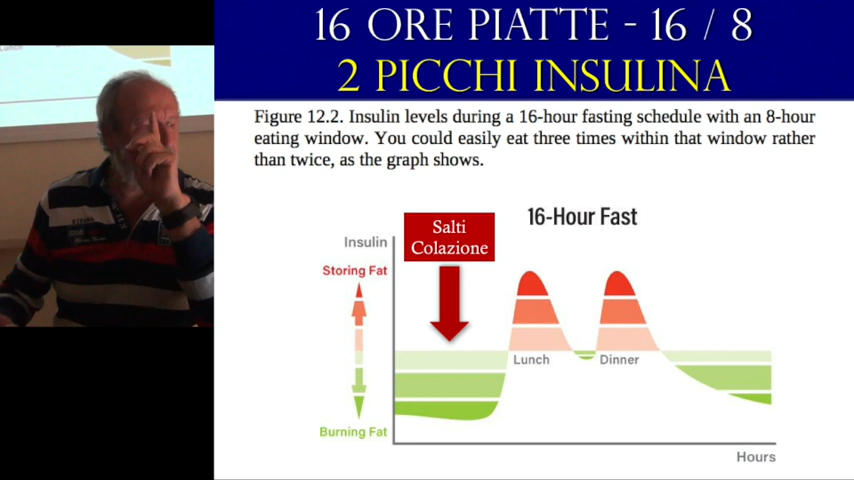 16 ORE PIATTE - 16 / 8
2 PICCHI INSULINA
Figure 12.2. Insulin levels during a 16-hour fasting schedule with an 8-hour
eating window. You could easily eat three times within that window rather
than twice, as the graph shows.
16-Hour Fast
Salti
Colazione
Insulin
Storing Fat
Lunch
Dinner
Burning Fat
Hours